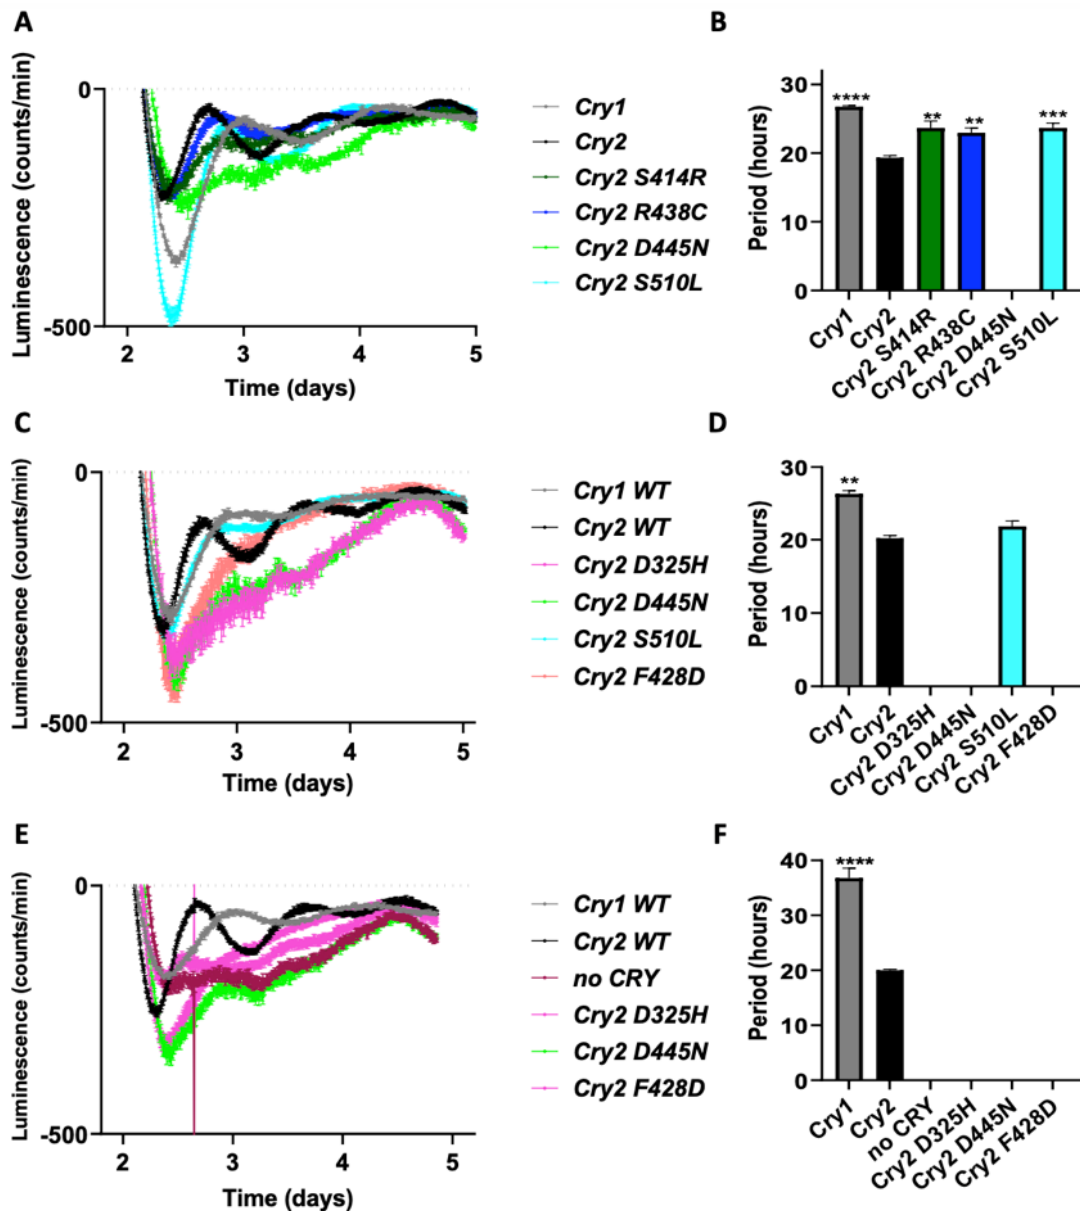 A
Luminescence (counts/min)
0
-500
2
3
4
5
Time (days)
Cry1
Cry2
Cry2 S414R
Cry2 R438C
Cry2 D445N
Cry2 S510L
B
Period (hours)
30
20
10
0
****
**
**
***
Cry1
Cry2
Cry2 S414R
Cry2 R438C
Cry2 D445N
Cry2 S510L
C
Luminescence (counts/min)
0
-500
2
3
4
5
Time (days)
Cry1 WT
Cry2 WT
Cry2 D325H
Cry2 D445N
Cry2 S510L
Cry2 F428D
D
Period (hours)
30
20
10
0
**
Cry1
Cry2
Cry2 D325H
Cry2 D445N
Cry2 S510L
Cry2 F428D
E
Luminescence (counts/min)
0
-500
2
3
4
5
Time (days)
Cry1 WT
Cry2 WT
no CRY
Cry2 D325H
Cry2 D445N
Cry2 F428D
F
Period (hours)
40
30
20
10
0
****
Cry1
Cry2
no CRY
Cry2 D325H
Cry2 D445N
Cry2 F428D